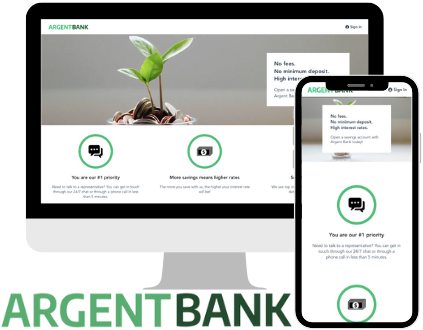 ARGENTBANK
Sign In
No fees.
No minimum deposit.
High interest rates.
Open a savings
Argent Ba
You are our #1 priority
Need to talk to a representative? You can get in touch
through our 24/7 chat or through a phone call in less
than 5 minutes.
More savings means higher rates
The more you save with us, the higher your interest rate
will be!
S
ARGENTBANK
Sign In
No fees.
No minimum deposit.
High interest rates.
Open a savings account with
Argent Bank today!
You are our #1 priority
Need to talk to a representative? You can get in
touch through our 24/7 chat or through a
phone call in less than 5 minutes.
ARGENTBANK